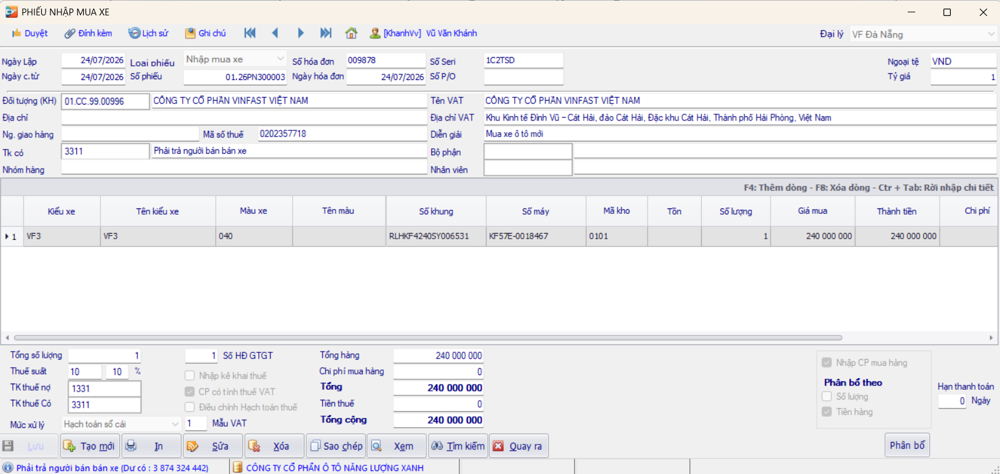 PHIẾU NHẬP MUA XE
Duyệt Đính kèm Lịch sử Ghi chú [KhanhVv] Vũ Văn Khánh Đại lý VF Đà Nẵng
Ngày Lập 24/07/2026 Loại phiếu Nhập mua xe Số hóa đơn 009878 Số Seri 1C2TSD Ngoại tệ VND
Ngày c.từ 24/07/2026 Số phiếu 01.26PN300003 Ngày hóa đơn 24/07/2026 Số P/O Tỷ giá 1
Đối tượng (KH) 01.CC.99.00996 CÔNG TY CỔ PHẦN VINFAST VIỆT NAM Tên VAT CÔNG TY CỔ PHẦN VINFAST VIỆT NAM
Địa chỉ Địa chỉ VAT Khu Kinh tế Đình Vũ – Cát Hải, đảo Cát Hải, Đặc khu Cát Hải, Thành phố Hải Phòng, Việt Nam
Ng. giao hàng Mã số thuế 0202357718 Diễn giải Mua xe ô tô mới
Tk có 3311 Phải trả người bán bán xe Bộ phận
Nhóm hàng Nhân viên
F4: Thêm dòng - F8: Xóa dòng - Ctr + Tab: Rời nhập chi tiết
Kiểu xe Tên kiểu xe Màu xe Tên màu Số khung Số máy Mã kho Tồn Số lượng Giá mua Thành tiền Chi phí
1 VF3 VF3 040 RLHKF4240SY006531 KF57E-0018467 0101 1 240 000 000 240 000 000
Tổng số lượng 1 1 Số HĐ GTGT Tổng hàng 240 000 000
Nhập CP mua hàng
Thuế suất 10 10 % Nhập kê khai thuế Chi phí mua hàng 0
TK thuế nợ 1331 CP có tính thuế VAT Tổng 240 000 000 Phân bổ theo Hạn thanh toán
Số lượng 0 Ngày
TK thuế Có 3311 Điều chỉnh Hạch toán thuế Tiền thuế 0
Tiền hàng
Mức xử lý Hạch toán sổ cái 1 Mẫu VAT Tổng cộng 240 000 000
Lưu Tạo mới In Sửa Xóa Sao chép Xem Tìm kiếm Quay ra Phân bổ
Phải trả người bán bán xe (Dư có : 3 874 324 442) CÔNG TY CỔ PHẦN Ô TÔ NĂNG LƯỢNG XANH